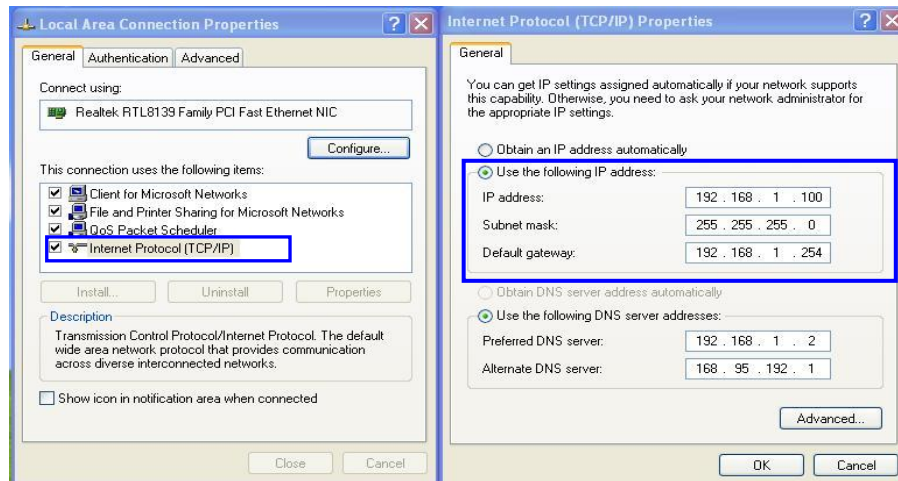 Local Area Connection Properties
General Authentication Advanced
Connect using:
Realtek RTL8139 Family PCI Fast Ethernet NIC
Configure...
This connection uses the following items:
Client for Microsoft Networks
File and Printer Sharing for Microsoft Networks
QoS Packet Scheduler
Internet Protocol (TCP/IP)
Install... Uninstall Properties
Description
Transmission Control Protocol/Internet Protocol. The default
wide area network protocol that provides communication
across diverse interconnected networks.
Show icon in notification area when connected
Close Cancel
Internet Protocol (TCP/IP) Properties
General
You can get IP settings assigned automatically if your network supports
this capability. Otherwise, you need to ask your network administrator for
the appropriate IP settings.
Obtain an IP address automatically
Use the following IP address:
IP address: 192 . 168 . 1 . 100
Subnet mask: 255 . 255 . 255 . 0
Default gateway: 192 . 168 . 1 . 254
Obtain DNS server address automatically
Use the following DNS server addresses:
Preferred DNS server: 192 . 168 . 1 . 2
Alternate DNS server: 168 . 95 . 192 . 1
Advanced...
OK Cancel